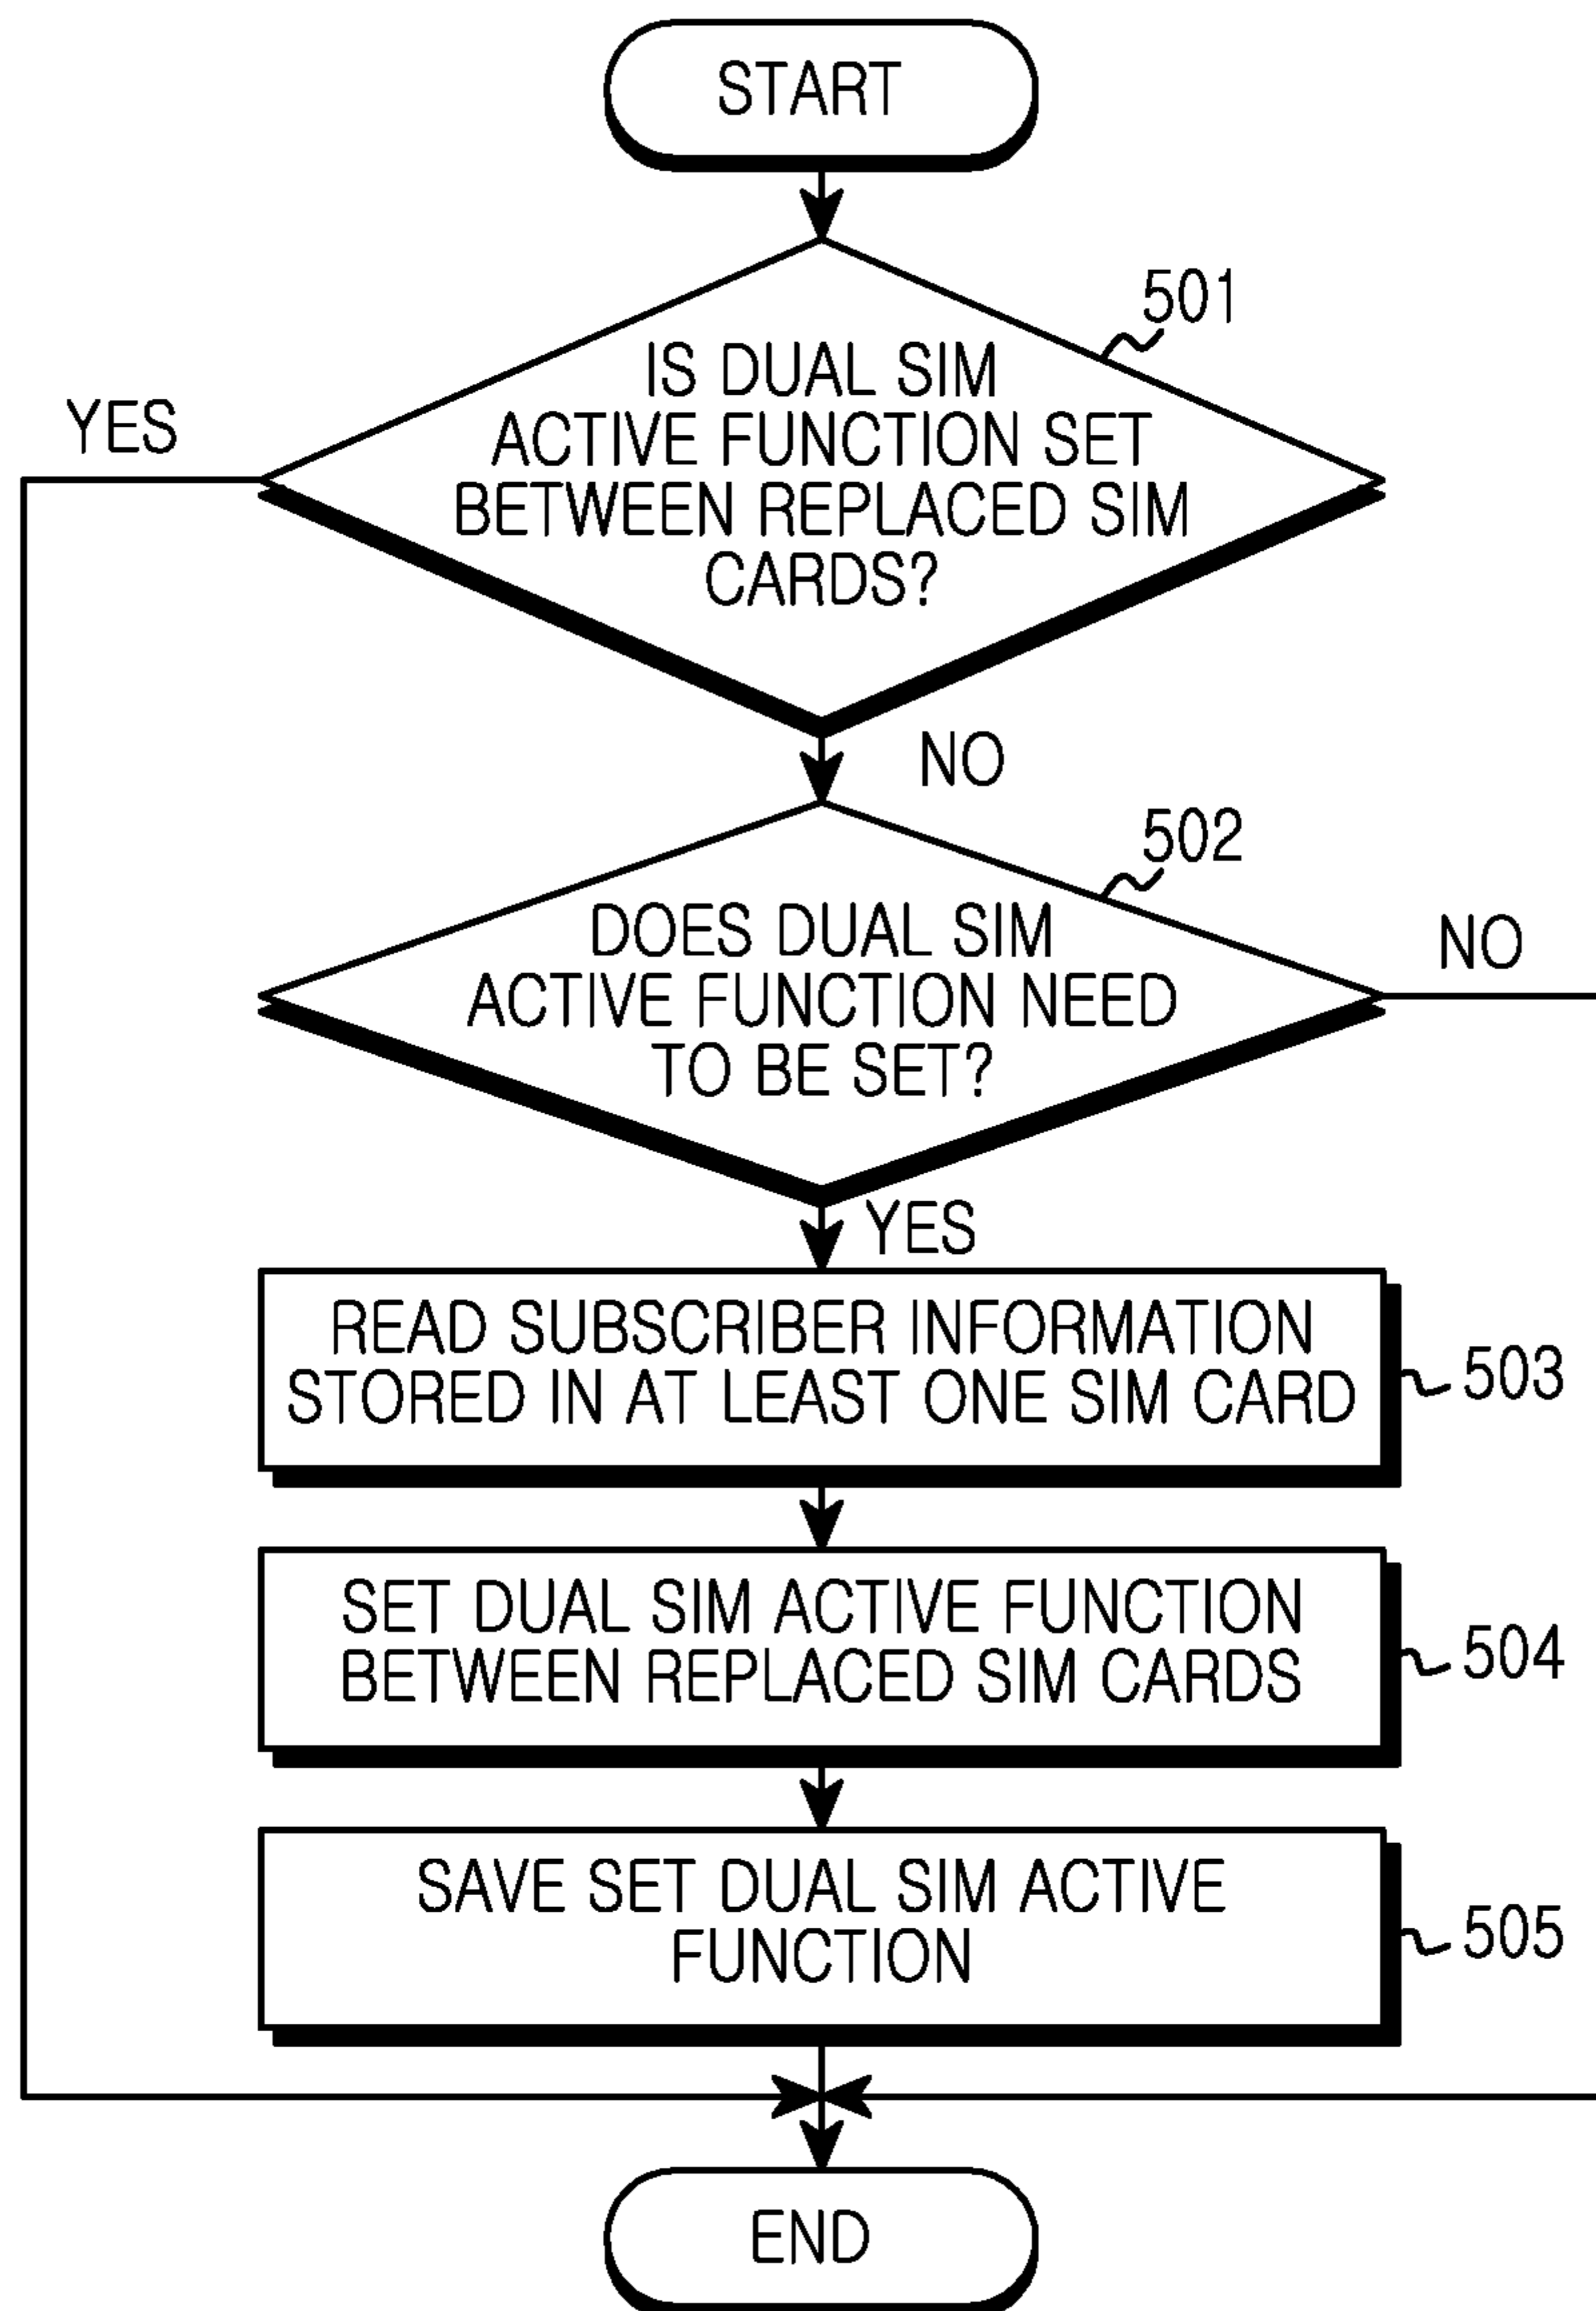 START
501
IS DUAL SIM
ACTIVE FUNCTION SET
BETWEEN REPLACED SIM
CARDS?
YES
NO
502
DOES DUAL SIM
ACTIVE FUNCTION NEED
TO BE SET?
NO
YES
READ SUBSCRIBER INFORMATION
STORED IN AT LEAST ONE SIM CARD
503
SET DUAL SIM ACTIVE FUNCTION
BETWEEN REPLACED SIM CARDS
504
SAVE SET DUAL SIM ACTIVE
FUNCTION
505
END